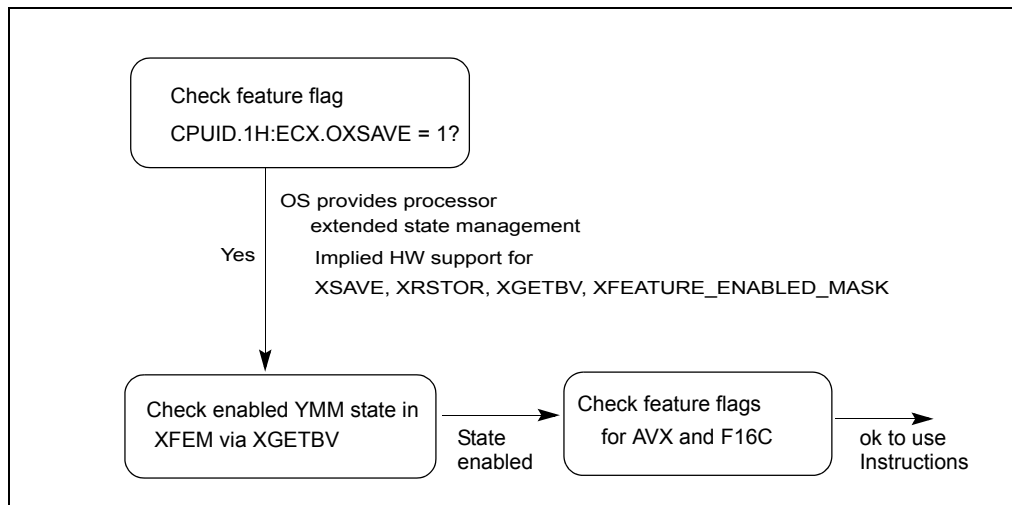 Check feature flag
CPUID.1H:ECX.OXSAVE = 1?
OS provides processor
extended state management
Yes
Implied HW support for
XSAVE, XRSTOR, XGETBV, XFEATURE_ENABLED_MASK
Check enabled YMM state in
XFEM via XGETBV
State
enabled
Check feature flags
for AVX and F16C
ok to use
Instructions